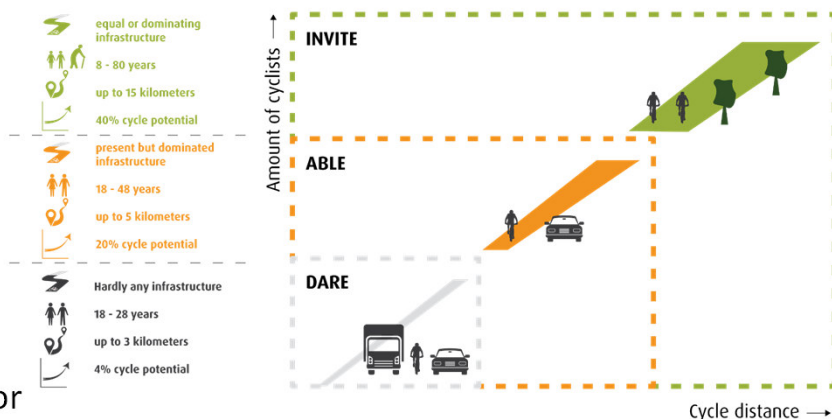 equal or dominating
infrastructure
8 - 80 years
up to 15 kilometers
40% cycle potential
present but dominated
infrastructure
18 - 48 years
up to 5 kilometers
20% cycle potential
Hardly any infrastructure
18 - 28 years
up to 3 kilometers
4% cycle potential
or
Amount of cyclists →
INVITE
ABLE
DARE
Cycle distance →